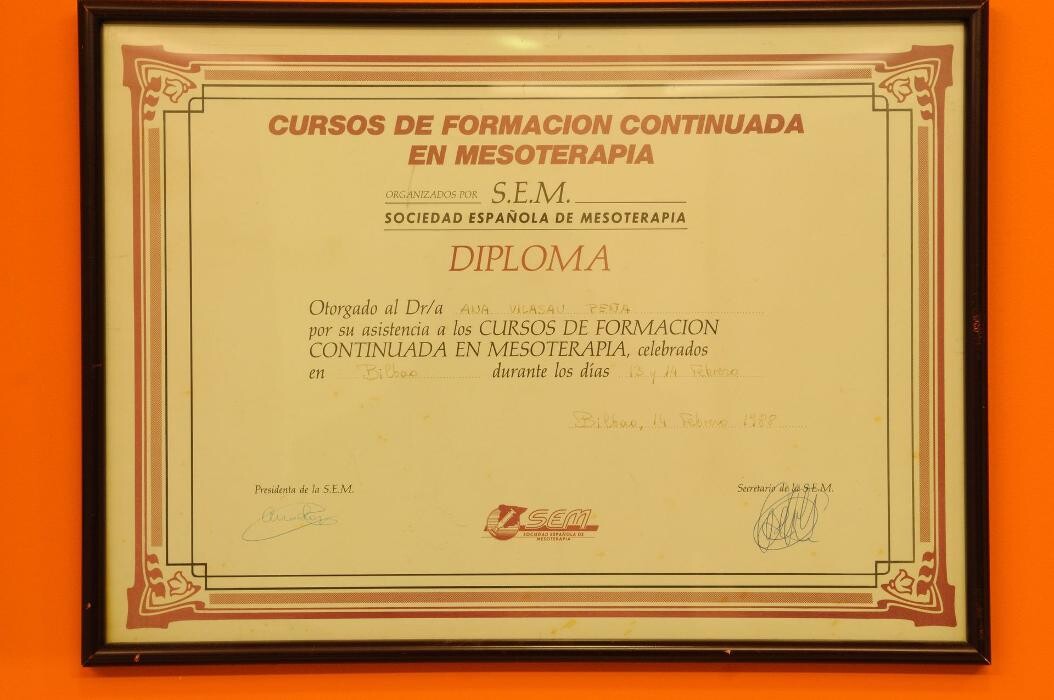 CURSOS DE FORMACION CONTINUADA
EN MESOTERAPIA
ORGANIZADOS POR S.E.M.
SOCIEDAD ESPAÑOLA DE MESOTERAPIA
DIPLOMA
Otorgado al Dr/a ANA VILASAU PEÑA
por su asistencia a los CURSOS DE FORMACION
CONTINUADA EN MESOTERAPIA, celebrados
en Bilbao durante los días 13 y 14 Febrero
Bilbao, 14 Febrero 1988
Presidenta de la S.E.M.
Secretario de la S.E.M.
SEM
SOCIEDAD ESPAÑOLA DE
MESOTERAPIA